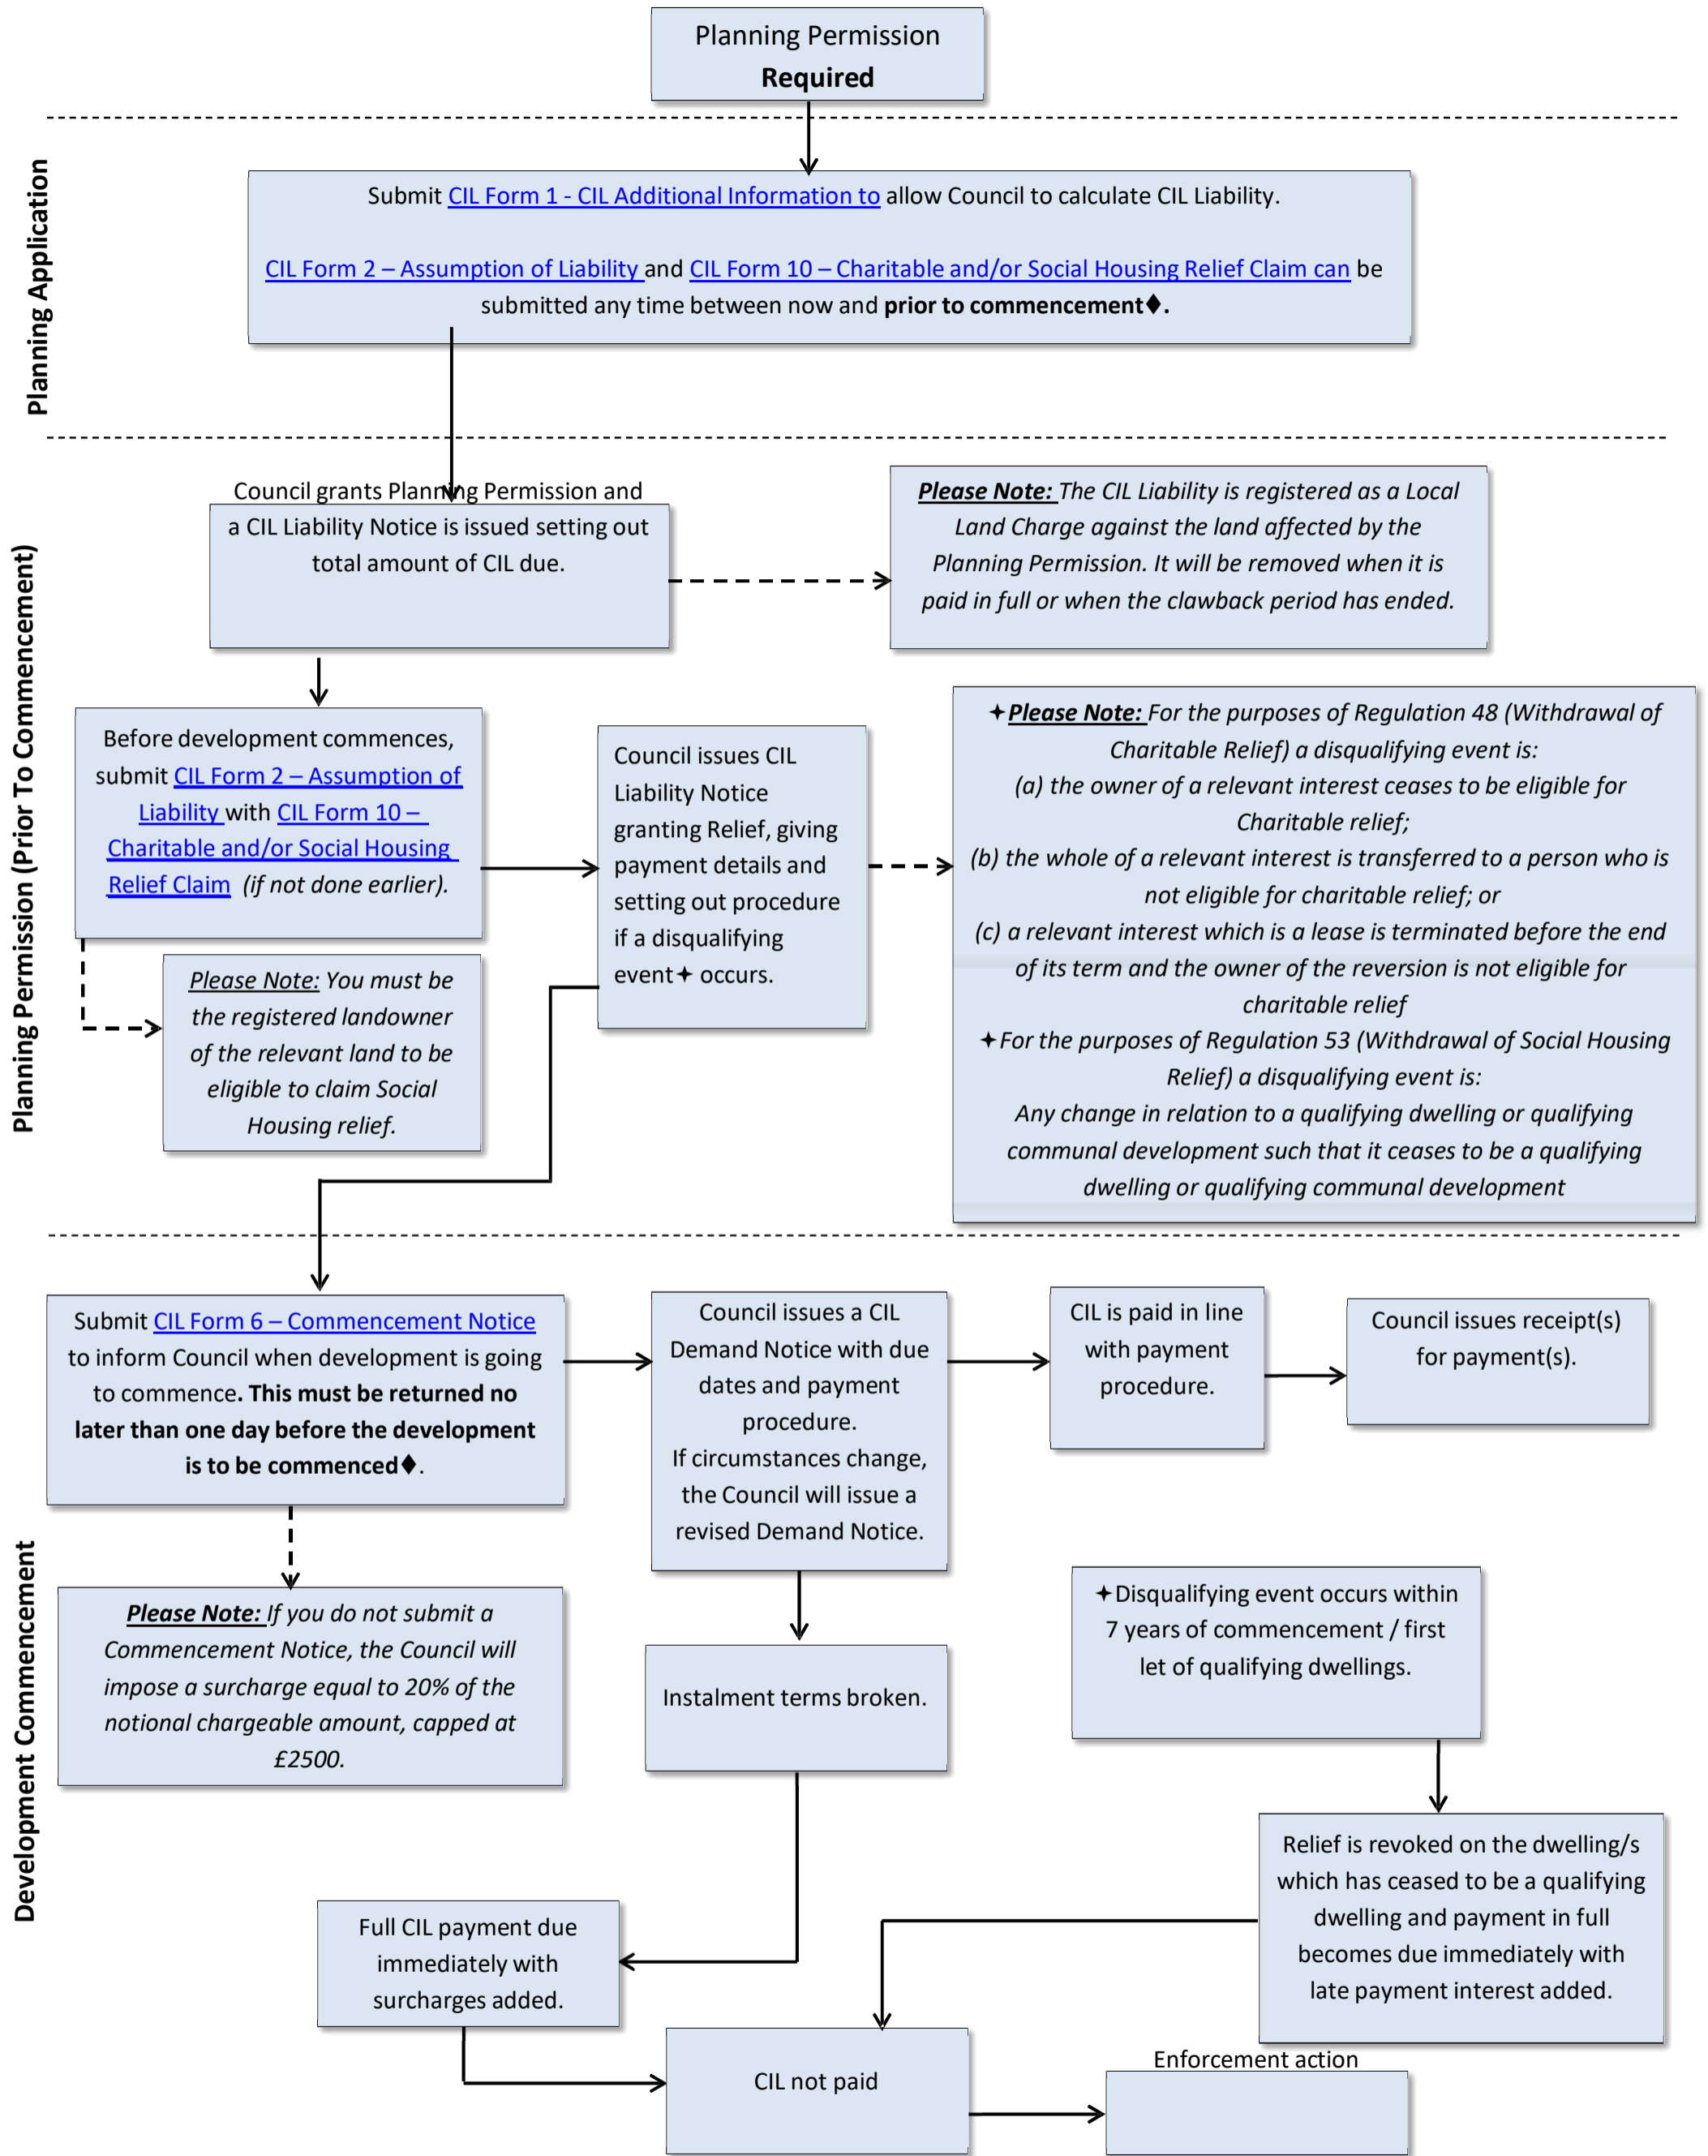 Planning Permission
Required
Planning Application
Submit CIL Form 1 - CIL Additional Information to allow Council to calculate CIL Liability.
CIL Form 2 – Assumption of Liability and CIL Form 10 – Charitable and/or Social Housing Relief Claim can be
submitted any time between now and prior to commencement♦.
Planning Permission (Prior To Commencement)
Council grants Planning Permission and
a CIL Liability Notice is issued setting out
total amount of CIL due.
Please Note: The CIL Liability is registered as a Local
Land Charge against the land affected by the
Planning Permission. It will be removed when it is
paid in full or when the clawback period has ended.
Before development commences,
submit CIL Form 2 – Assumption of
Liability with CIL Form 10 –
Charitable and/or Social Housing
Relief Claim (if not done earlier).
Please Note: You must be
the registered landowner
of the relevant land to be
eligible to claim Social
Housing relief.
Council issues CIL
Liability Notice
granting Relief, giving
payment details and
setting out procedure
if a disqualifying
event✦ occurs.
✦Please Note: For the purposes of Regulation 48 (Withdrawal of
Charitable Relief) a disqualifying event is:
(a) the owner of a relevant interest ceases to be eligible for
Charitable relief;
(b) the whole of a relevant interest is transferred to a person who is
not eligible for charitable relief; or
(c) a relevant interest which is a lease is terminated before the end
of its term and the owner of the reversion is not eligible for
charitable relief
✦For the purposes of Regulation 53 (Withdrawal of Social Housing
Relief) a disqualifying event is:
Any change in relation to a qualifying dwelling or qualifying
communal development such that it ceases to be a qualifying
dwelling or qualifying communal development
Development Commencement
Submit CIL Form 6 – Commencement Notice
to inform Council when development is going
to commence. This must be returned no
later than one day before the development
is to be commenced♦.
Please Note: If you do not submit a
Commencement Notice, the Council will
impose a surcharge equal to 20% of the
notional chargeable amount, capped at
£2500.
Council issues a CIL
Demand Notice with due
dates and payment
procedure.
If circumstances change,
the Council will issue a
revised Demand Notice.
CIL is paid in line
with payment
procedure.
Council issues receipt(s)
for payment(s).
Instalment terms broken.
✦Disqualifying event occurs within
7 years of commencement / first
let of qualifying dwellings.
Relief is revoked on the dwelling/s
which has ceased to be a qualifying
dwelling and payment in full
becomes due immediately with
late payment interest added.
Full CIL payment due
immediately with
surcharges added.
CIL not paid
Enforcement action